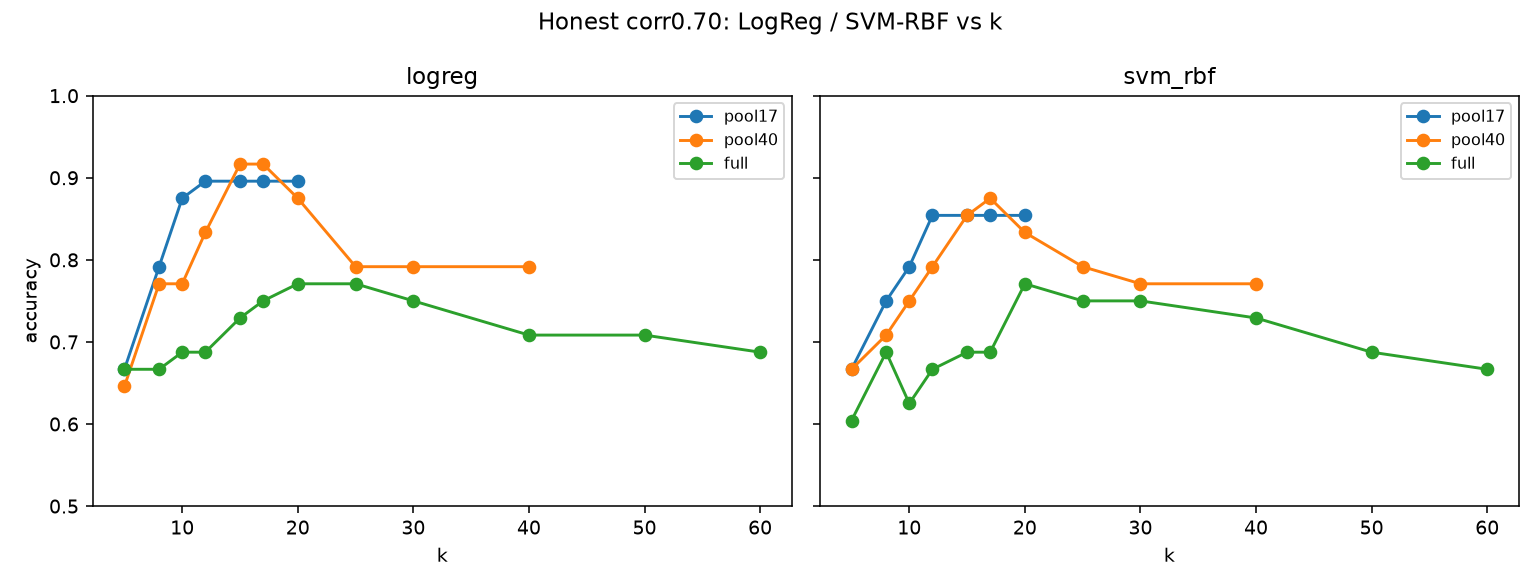 Honest corr0.70: LogReg / SVM-RBF vs k
logreg
accuracy
1.0
0.9
0.8
0.7
0.6
0.5
10 20 30 40 50 60
k
pool17
pool40
full
svm_rbf
10 20 30 40 50 60
k
pool17
pool40
full